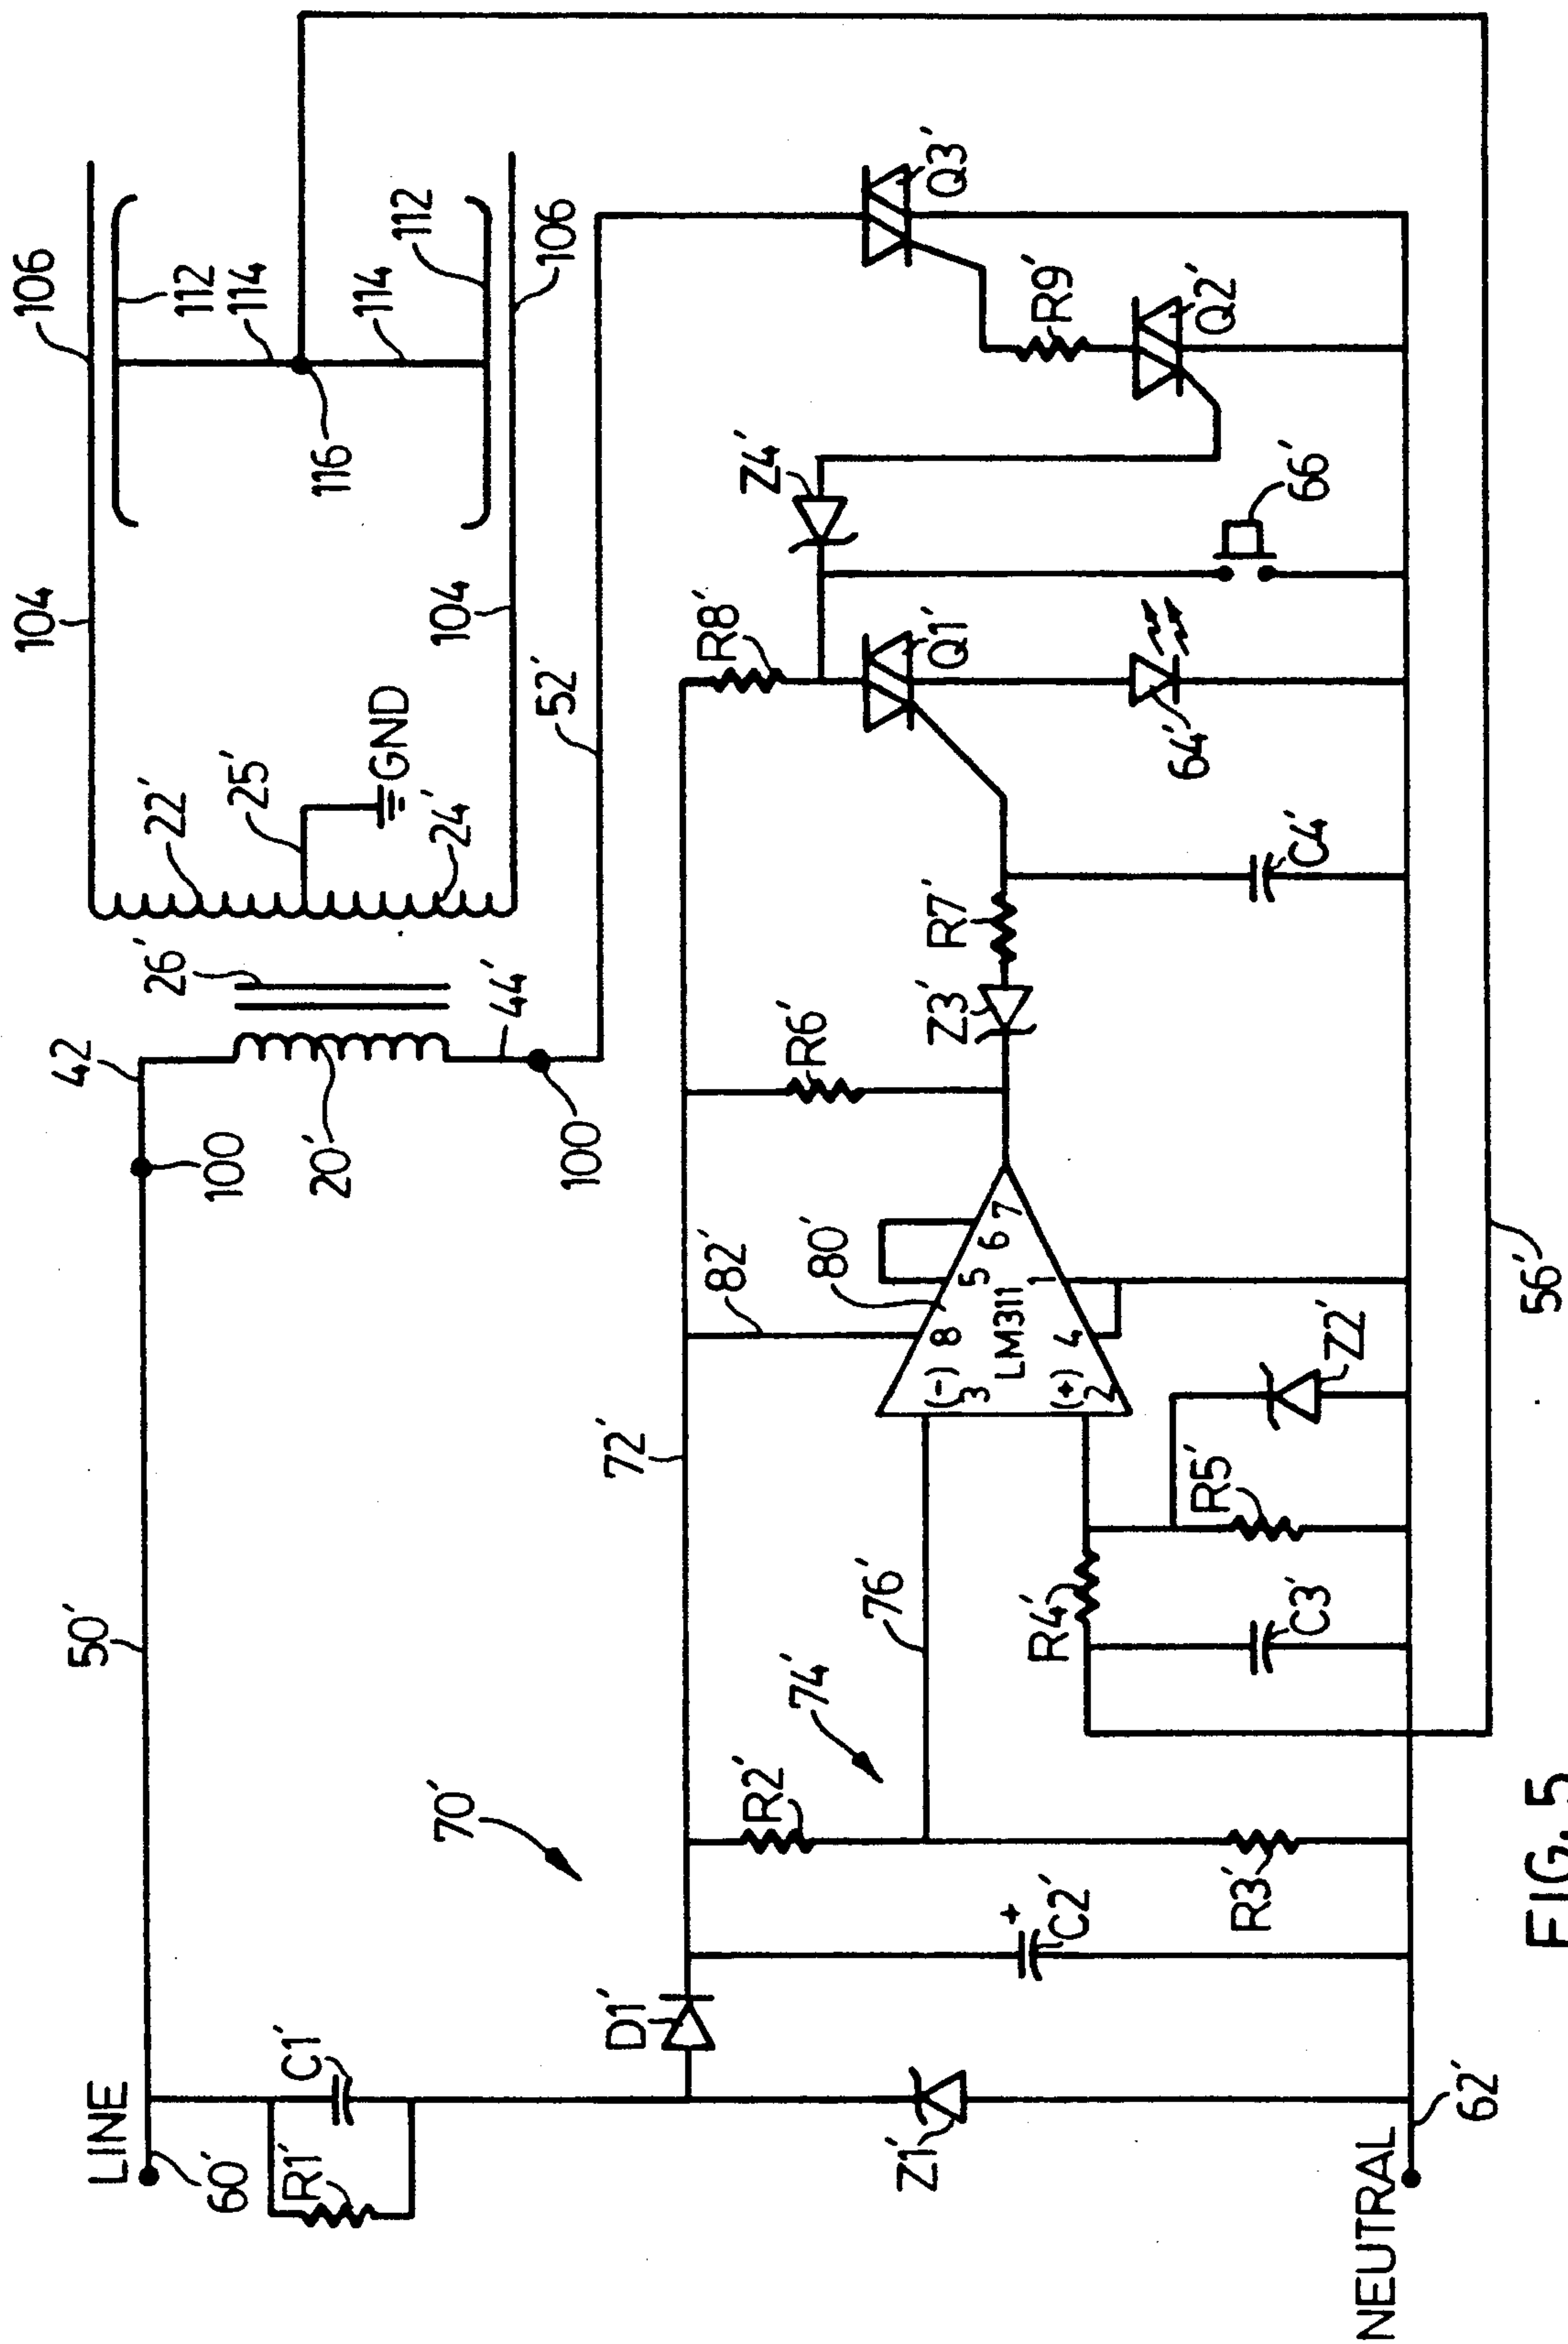 LINE
60′
R1′
C1′
50′
70′
D1′
Z1′
NEUTRAL
62′
C2′
+
R2′
R3′
74′
76′
72′
R4′
C3′
R5′
Z2′
82′
80′
(-)
3
8
5
6
7
LM311
(+)
2
4
1
R6′
Z3′
R7′
C4′
R8′
Q1′
64′
66′
Z4′
Q2′
R9′
Q3′
56′
100
42
20′
100
44′
26′
22′
25′
GND
24′
52′
104
104
106
112
114
116
114
112
106
FIG. 5